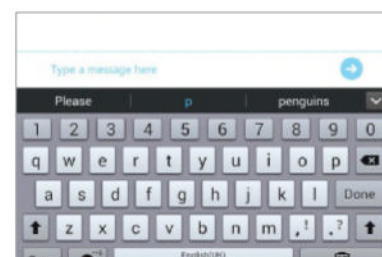 Type a message here
Please p penguins
1 2 3 4 5 6 7 8 9 0
q w e r t y u i o p
a s d f g h j k l Done
z x c v b n m , ! . ?
English(UK)